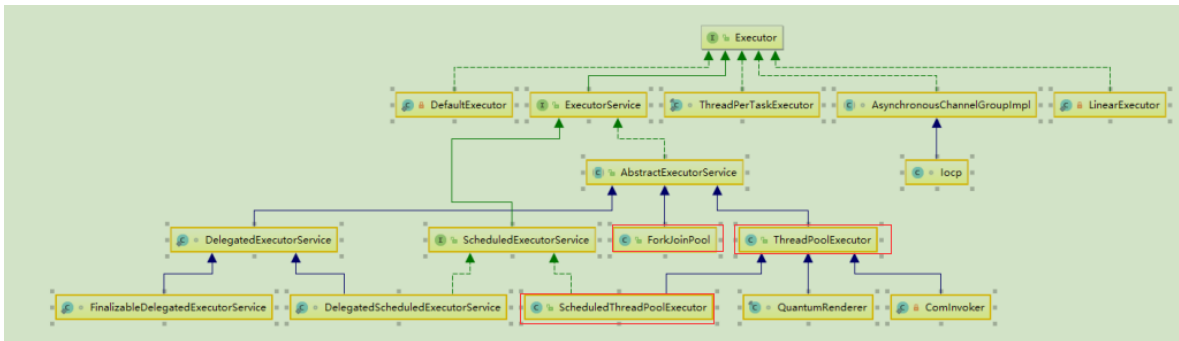 Executor
DefaultExecutor
ExecutorService
ThreadPerTaskExecutor
AsynchronousChannelGroupImpl
LinearExecutor
AbstractExecutorService
Iocp
DelegatedExecutorService
ScheduledExecutorService
ForkJoinPool
ThreadPoolExecutor
FinalizableDelegatedExecutorService
DelegatedScheduledExecutorService
ScheduledThreadPoolExecutor
QuantumRenderer
ComInvoker